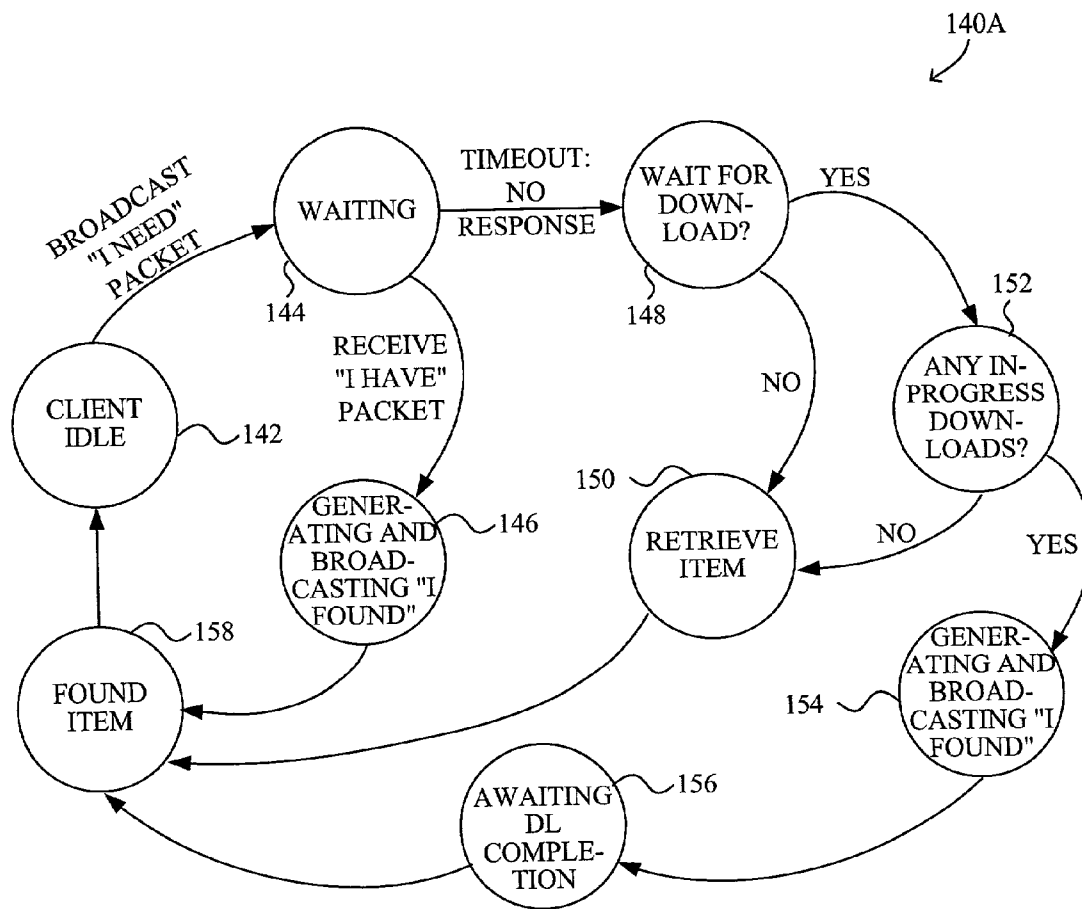 140A
BROADCAST
"I NEED"
PACKET
WAITING
144
TIMEOUT:
NO
RESPONSE
WAIT FOR
DOWN-
LOAD?
148
YES
152
ANY IN-
PROGRESS
DOWN-
LOADS?
RECEIVE
"I HAVE"
PACKET
NO
CLIENT
IDLE
142
150
RETRIEVE
ITEM
GENER-
ATING AND
BROAD-
CASTING "I
FOUND"
146
NO
YES
158
FOUND
ITEM
GENER-
ATING AND
BROAD-
CASTING "I
FOUND"
154
AWAITING
DL
COMPLE-
TION
156